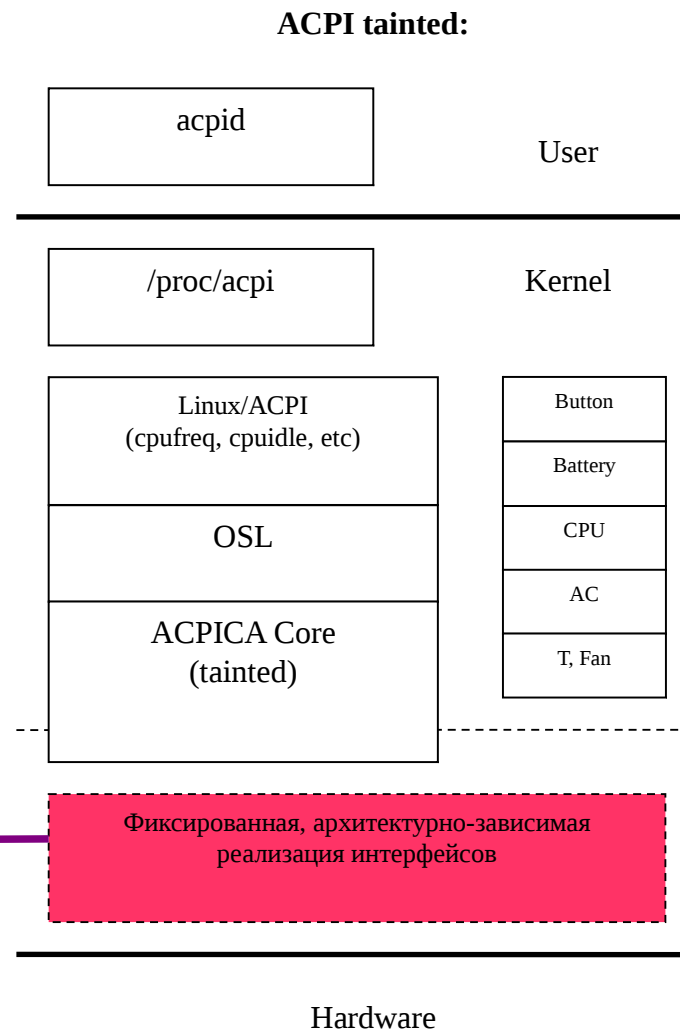 ACPI tainted:
acpid
User
/proc/acpi
Kernel
Linux/ACPI
(cpufreq, cpuidle, etc)
OSL
ACPICA Core
(tainted)
Button
Battery
CPU
AC
T, Fan
Фиксированная, архитектурно-зависимая
реализация интерфейсов
Hardware